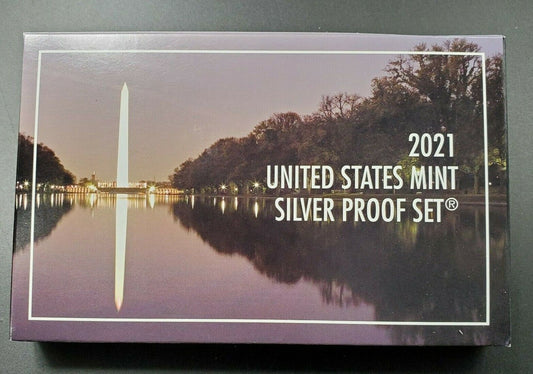 2021
UNITED STATES MINT
SILVER PROOF SET®